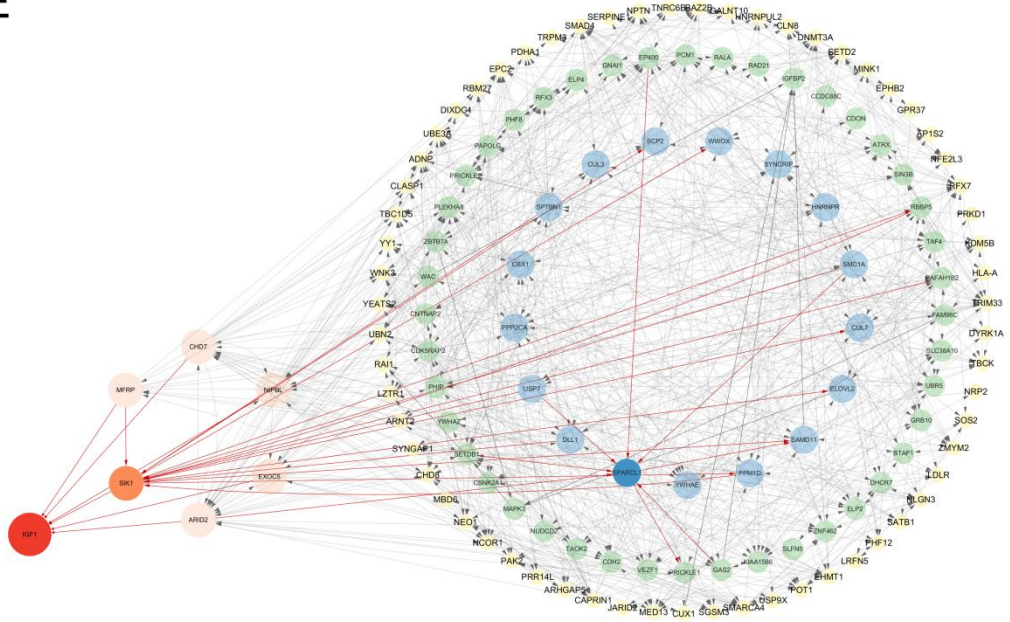 E
SMAD4
SERPINE1
NPTN
TNRC6B
BAZ2B
GALNT10
HNRNPUL2
CLN8
DNMT3A
SETD2
MINK1
EPHB2
GPR37
AP1S2
NFE2L3
RFX7
PRKD1
KDM5B
HLA-A
TRIM33
DYRK1A
TBCK
NRP2
SOS2
ZMYM2
LDLR
NLGN3
SATB1
PHF12
LRFN5
EHMT1
POT1
USP9X
SMARCA4
SGSM3
CUX1
MED13
JARID2
CAPRIN1
ARHGAP5
PRR14L
PAK2
NCOR1
NEO1
MBD6
CHD8
SYNGAP1
ARNT2
LZTR1
RAI1
UBN2
YEATS2
WNK3
YY1
TBC1D5
CLASP1
ADNP
UBE3A
DIXDC1
RBM27
EPC2
PDHA1
TRPM3
GNAI1
EP400
PCM1
RALA
RAD21
IGFBP2
CCDC88C
CDON
ATRX
SIN3B
RBBP5
TAF4
PAFAH1B2
FAM98C
SLC38A10
UBR5
GRB10
BTAF1
DHCR7
ELP2
ZNF462
SLFN5
KIAA1586
GAS2
PRICKLE1
VEZF1
CDH2
TAOK2
NUDCD2
MAPK3
CSNK2A1
SETDB1
YWHAZ
PHIP
CDK5RAP2
CNTNAP2
WAC
ZBTB7A
PLEKHA8
PRICKLE2
PAPOLG
PHF8
RFX3
ELP4
SCP2
WWOX
SYNCRIP
HNRNPR
SMC1A
CUL7
ELOVL2
SAMD11
PPM1D
YWHAE
SPARCL1
DLL1
USP7
PPP2CA
CBX1
SPTBN1
CUL3
CHD7
MFRP
NIPBL
SIK1
EXOC5
ARID2
IGF1